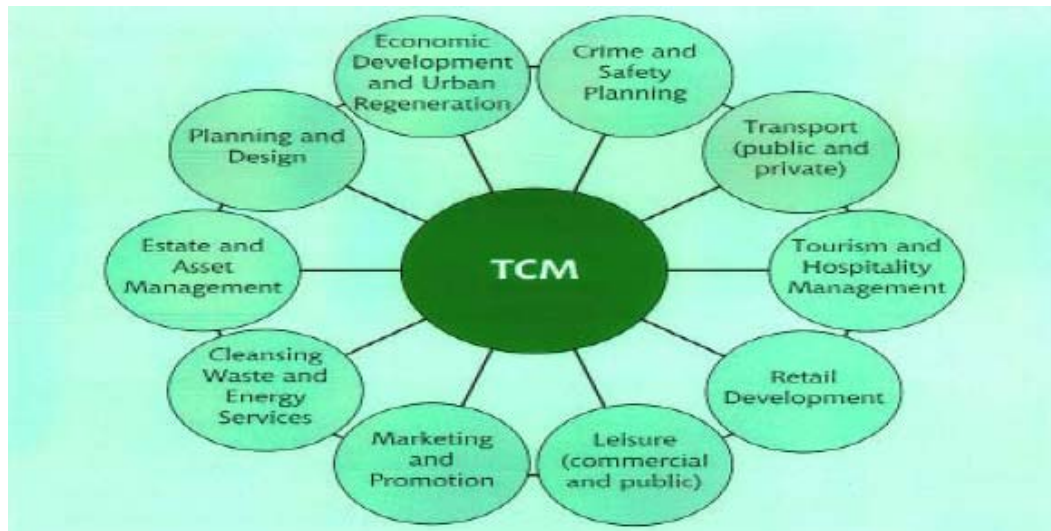 Economic
Development
and Urban
Regeneration
Crime and
Safety
Planning
Planning and
Design
Transport
(public and
private)
Estate and
Asset
Management
TCM
Tourism and
Hospitality
Management
Cleansing
Waste and
Energy
Services
Retail
Development
Marketing
and
Promotion
Leisure
(commercial
and public)